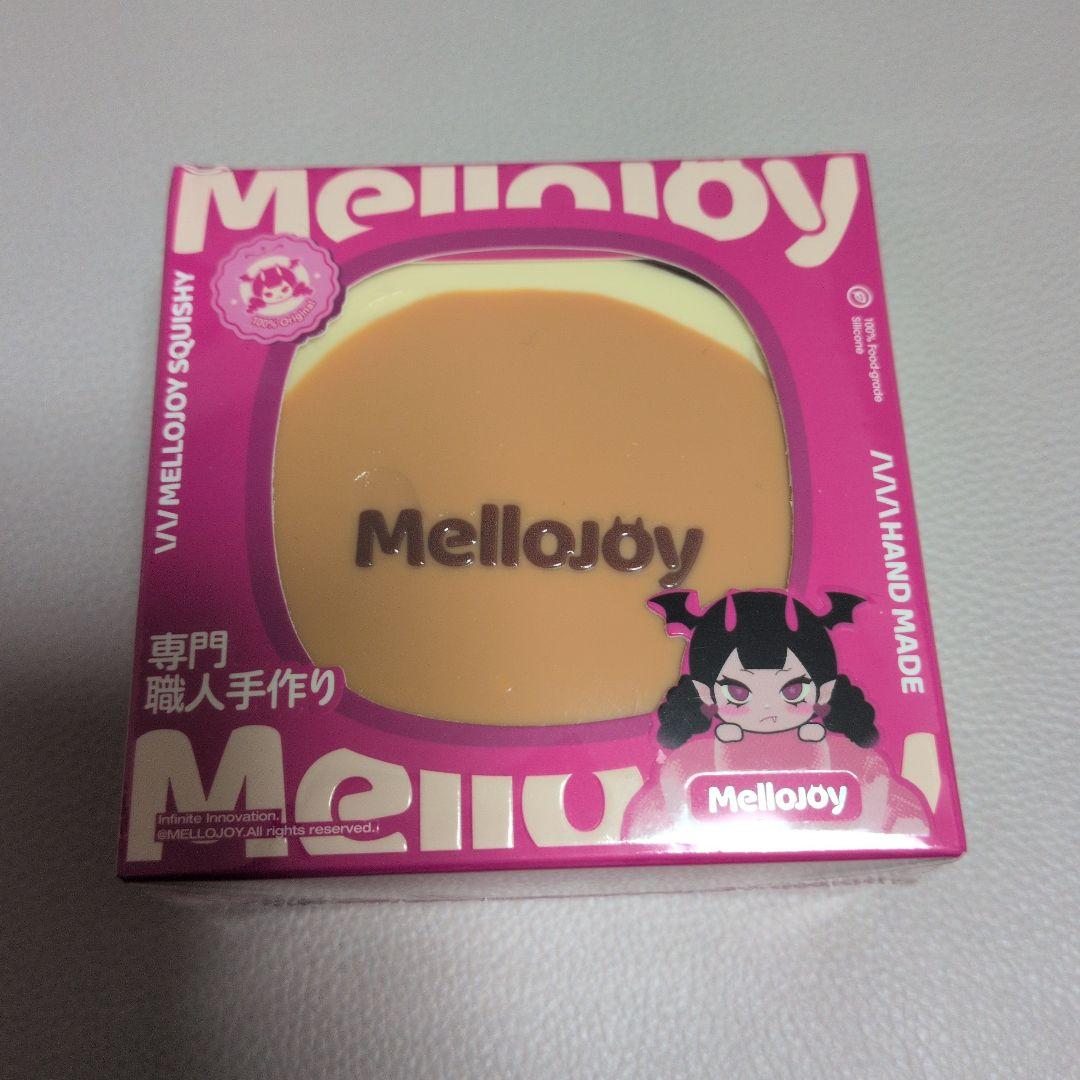 Mellojoy
100% Original
\/\/\ MELLOJOY SQUISHY
100% Food-grade
Silicone
/\/\/\ HAND MADE
Mellojoy
専門
職人手作り
Mellojoy
Infinite Innovation.
@MELLOJOY.All rights reserved.
Mellojoy